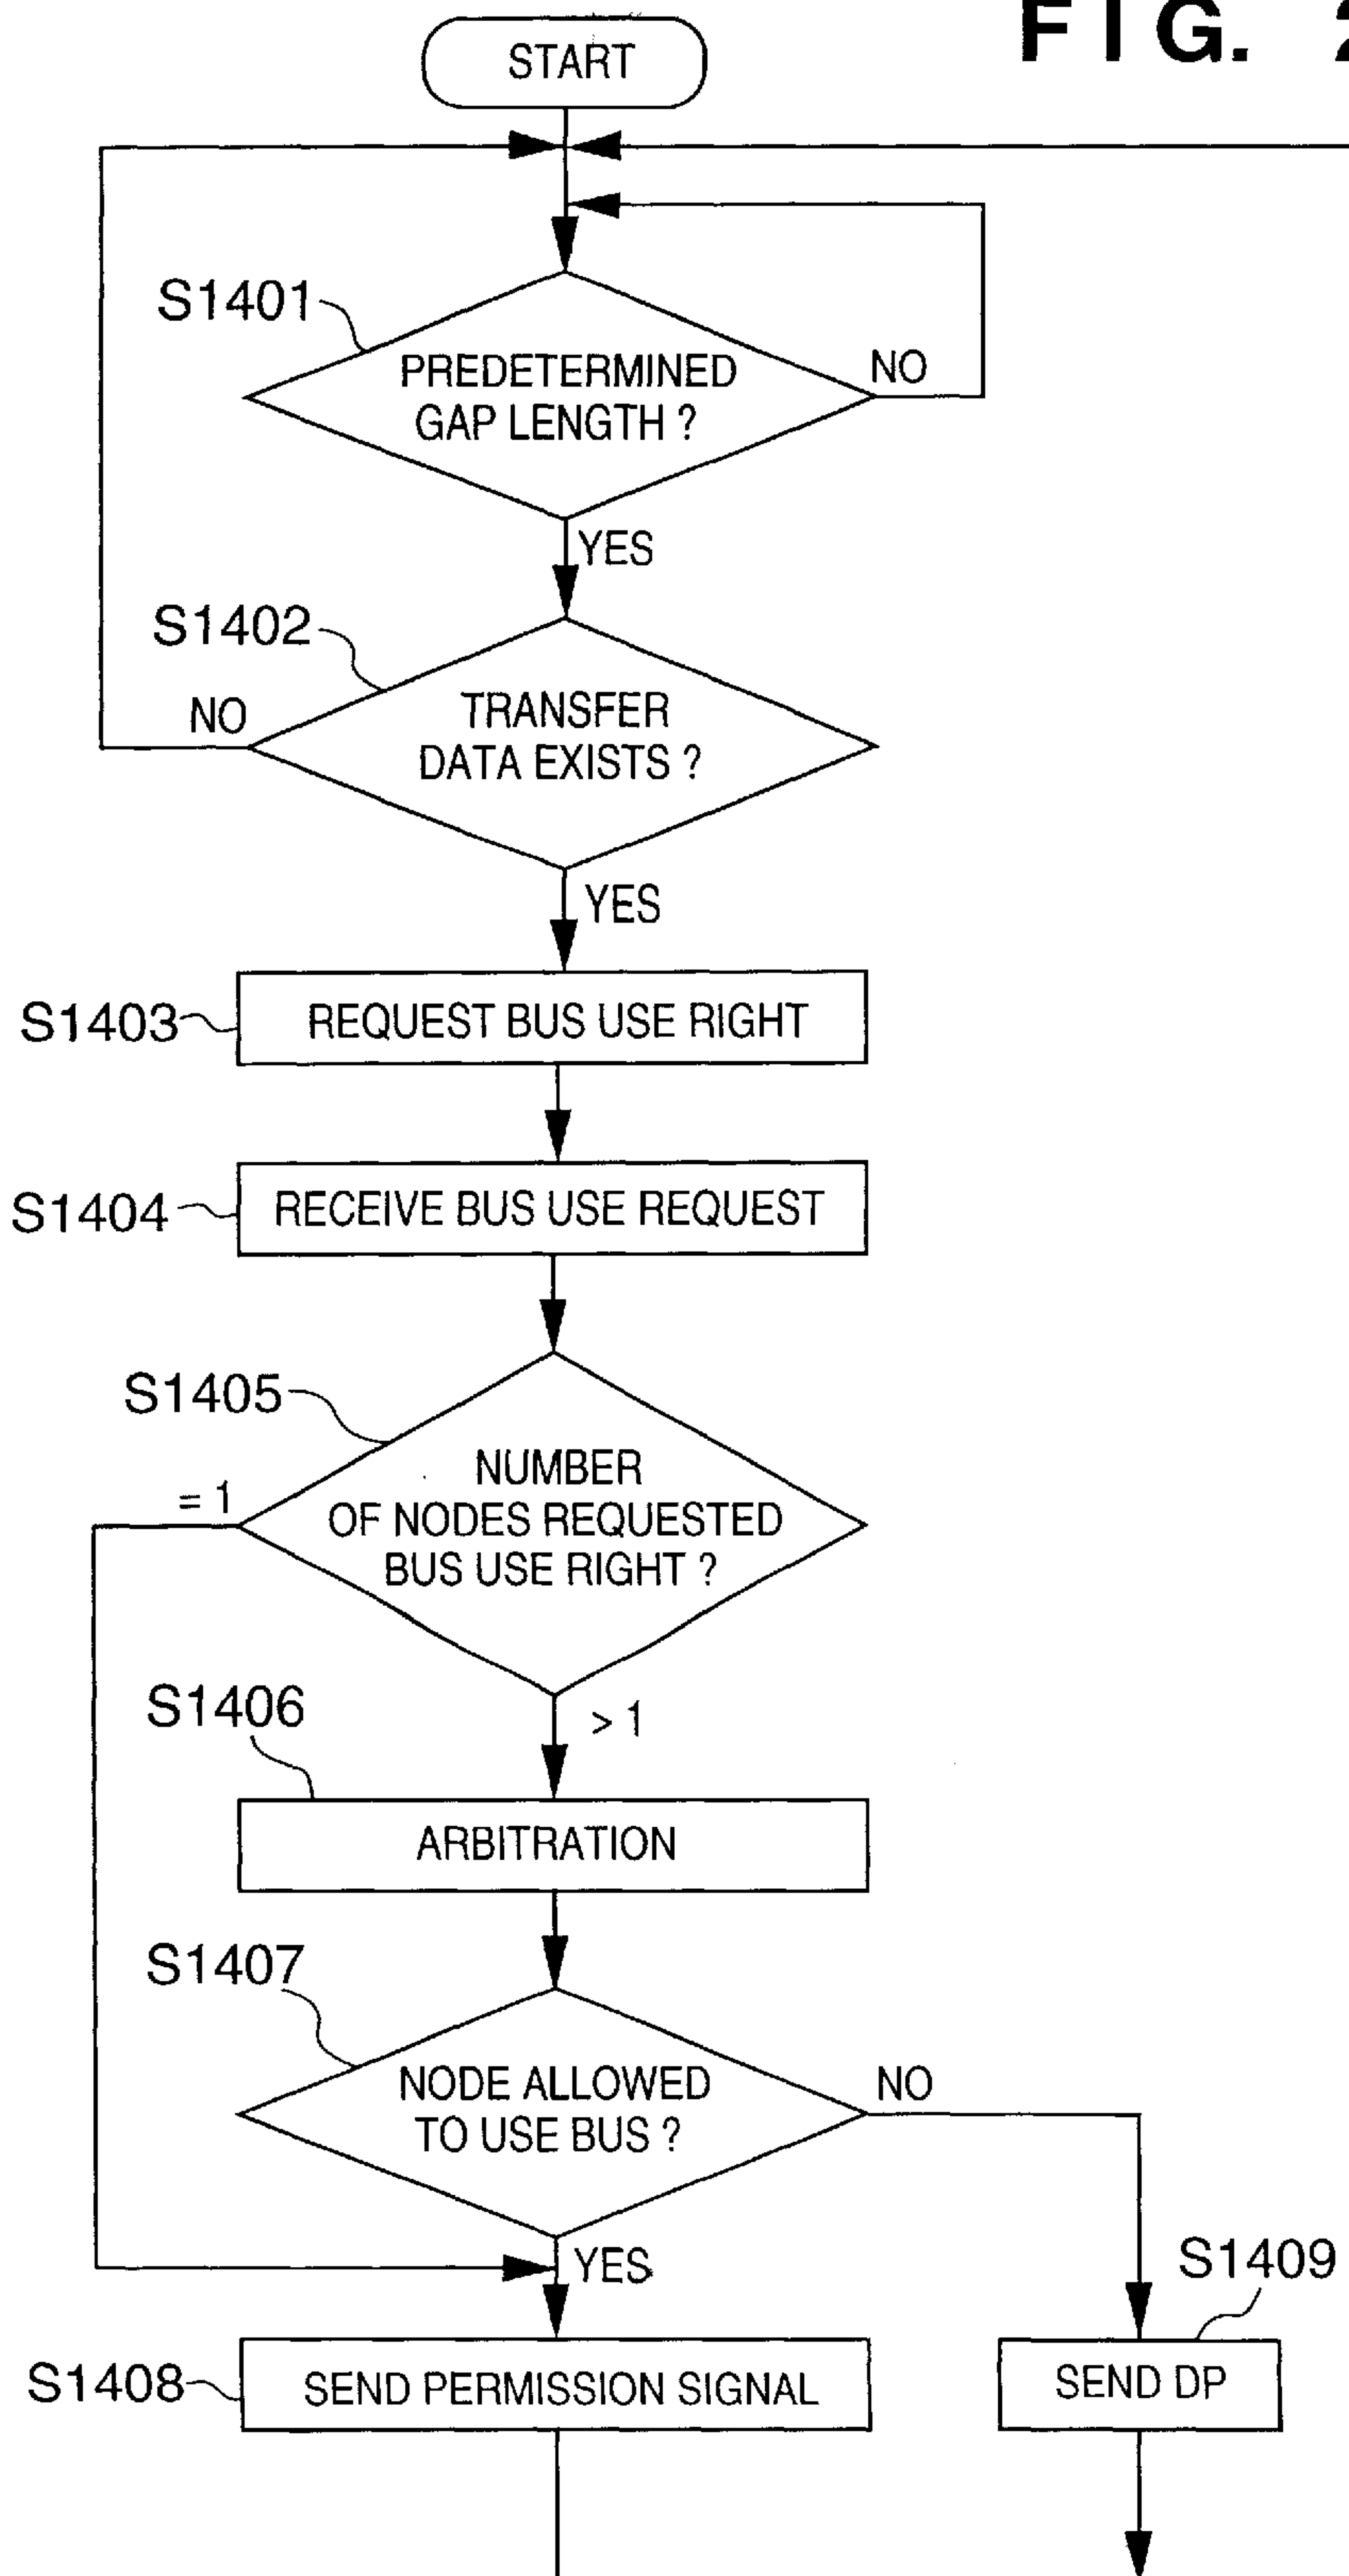 FIG. 2
START
S1401
PREDETERMINED
GAP LENGTH ?
NO
YES
S1402
TRANSFER
DATA EXISTS ?
NO
YES
S1403
REQUEST BUS USE RIGHT
S1404
RECEIVE BUS USE REQUEST
S1405
NUMBER
OF NODES REQUESTED
BUS USE RIGHT ?
= 1
> 1
S1406
ARBITRATION
S1407
NODE ALLOWED
TO USE BUS ?
NO
YES
S1409
S1408
SEND PERMISSION SIGNAL
SEND DP